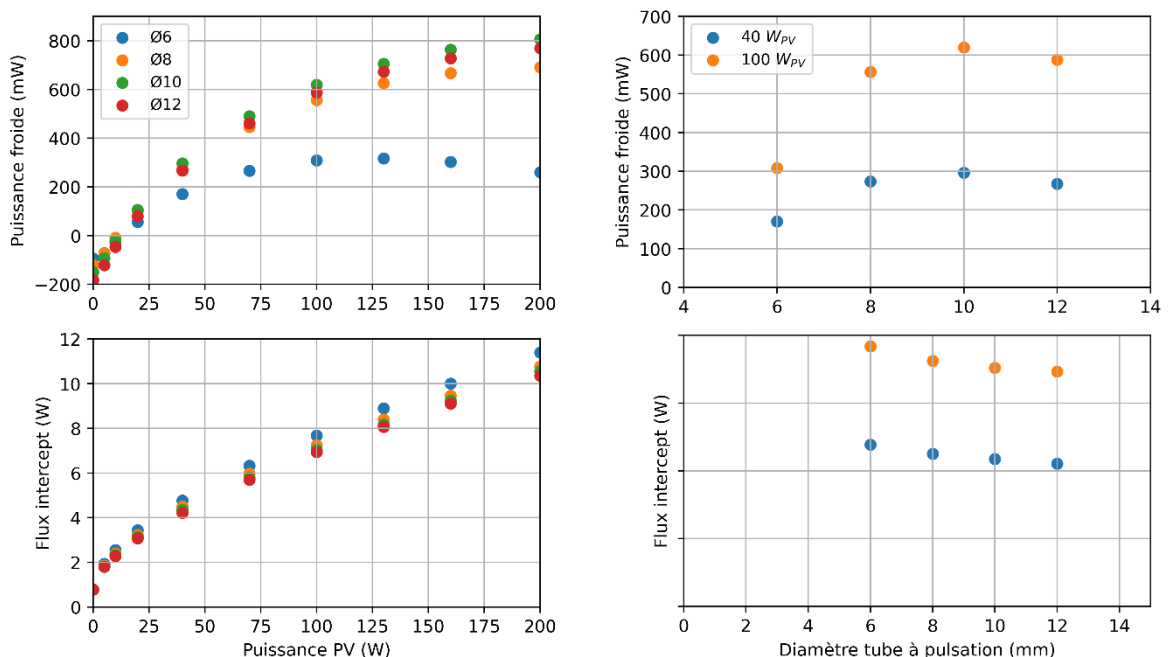 Puissance froide (mW)
800
600
400
200
0
−200
Ø6
Ø8
Ø10
Ø12
0 25 50 75 100 125 150 175 200
Puissance froide (mW)
700
600
500
400
300
200
100
0
40 W_PV
100 W_PV
4 6 8 10 12 14
Flux intercept (W)
12
10
8
6
4
2
0
0 25 50 75 100 125 150 175 200
Puissance PV (W)
Flux intercept (W)
0 2 4 6 8 10 12 14
Diamètre tube à pulsation (mm)